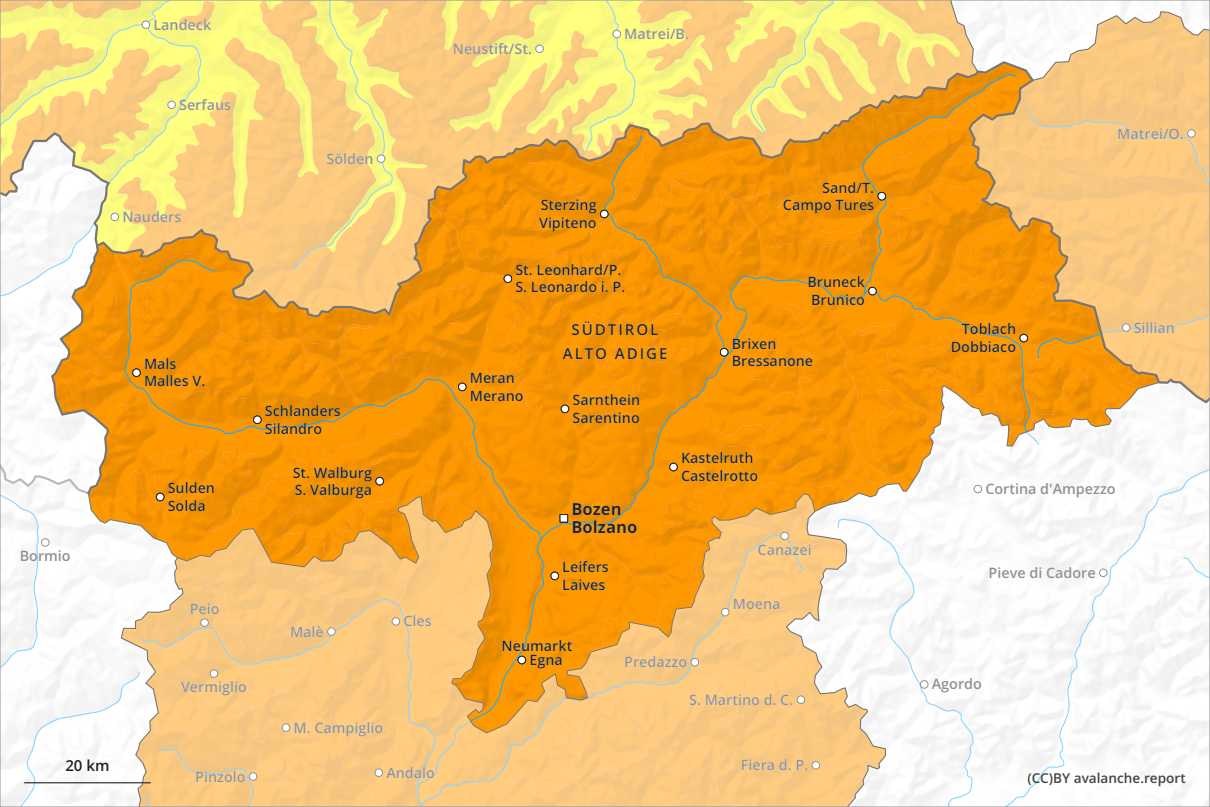 Landeck
Matrei/B.
Neustift/St.
Serfaus
Matrei/O.
Sölden
Sand/T.
Campo Tures
Sterzing
Vipiteno
Nauders
St. Leonhard/P.
S. Leonardo i. P.
Bruneck
Brunico
SÜDTIROL
ALTO ADIGE
Toblach
Dobbiaco
Sillian
Brixen
Bressanone
Mals
Malles V.
Meran
Merano
Sarnthein
Sarentino
Schlanders
Silandro
Kastelruth
Castelrotto
St. Walburg
S. Valburga
Sulden
Solda
Cortina d'Ampezzo
Bozen
Bolzano
Bormio
Canazei
Leifers
Laives
Pieve di Cadore
Peio
Moena
Cles
Malè
Neumarkt
Egna
Predazzo
Vermiglio
Agordo
S. Martino d. C.
M. Campiglio
20 km
Pinzolo
Andalo
Fiera d. P.
(CC)BY avalanche.report